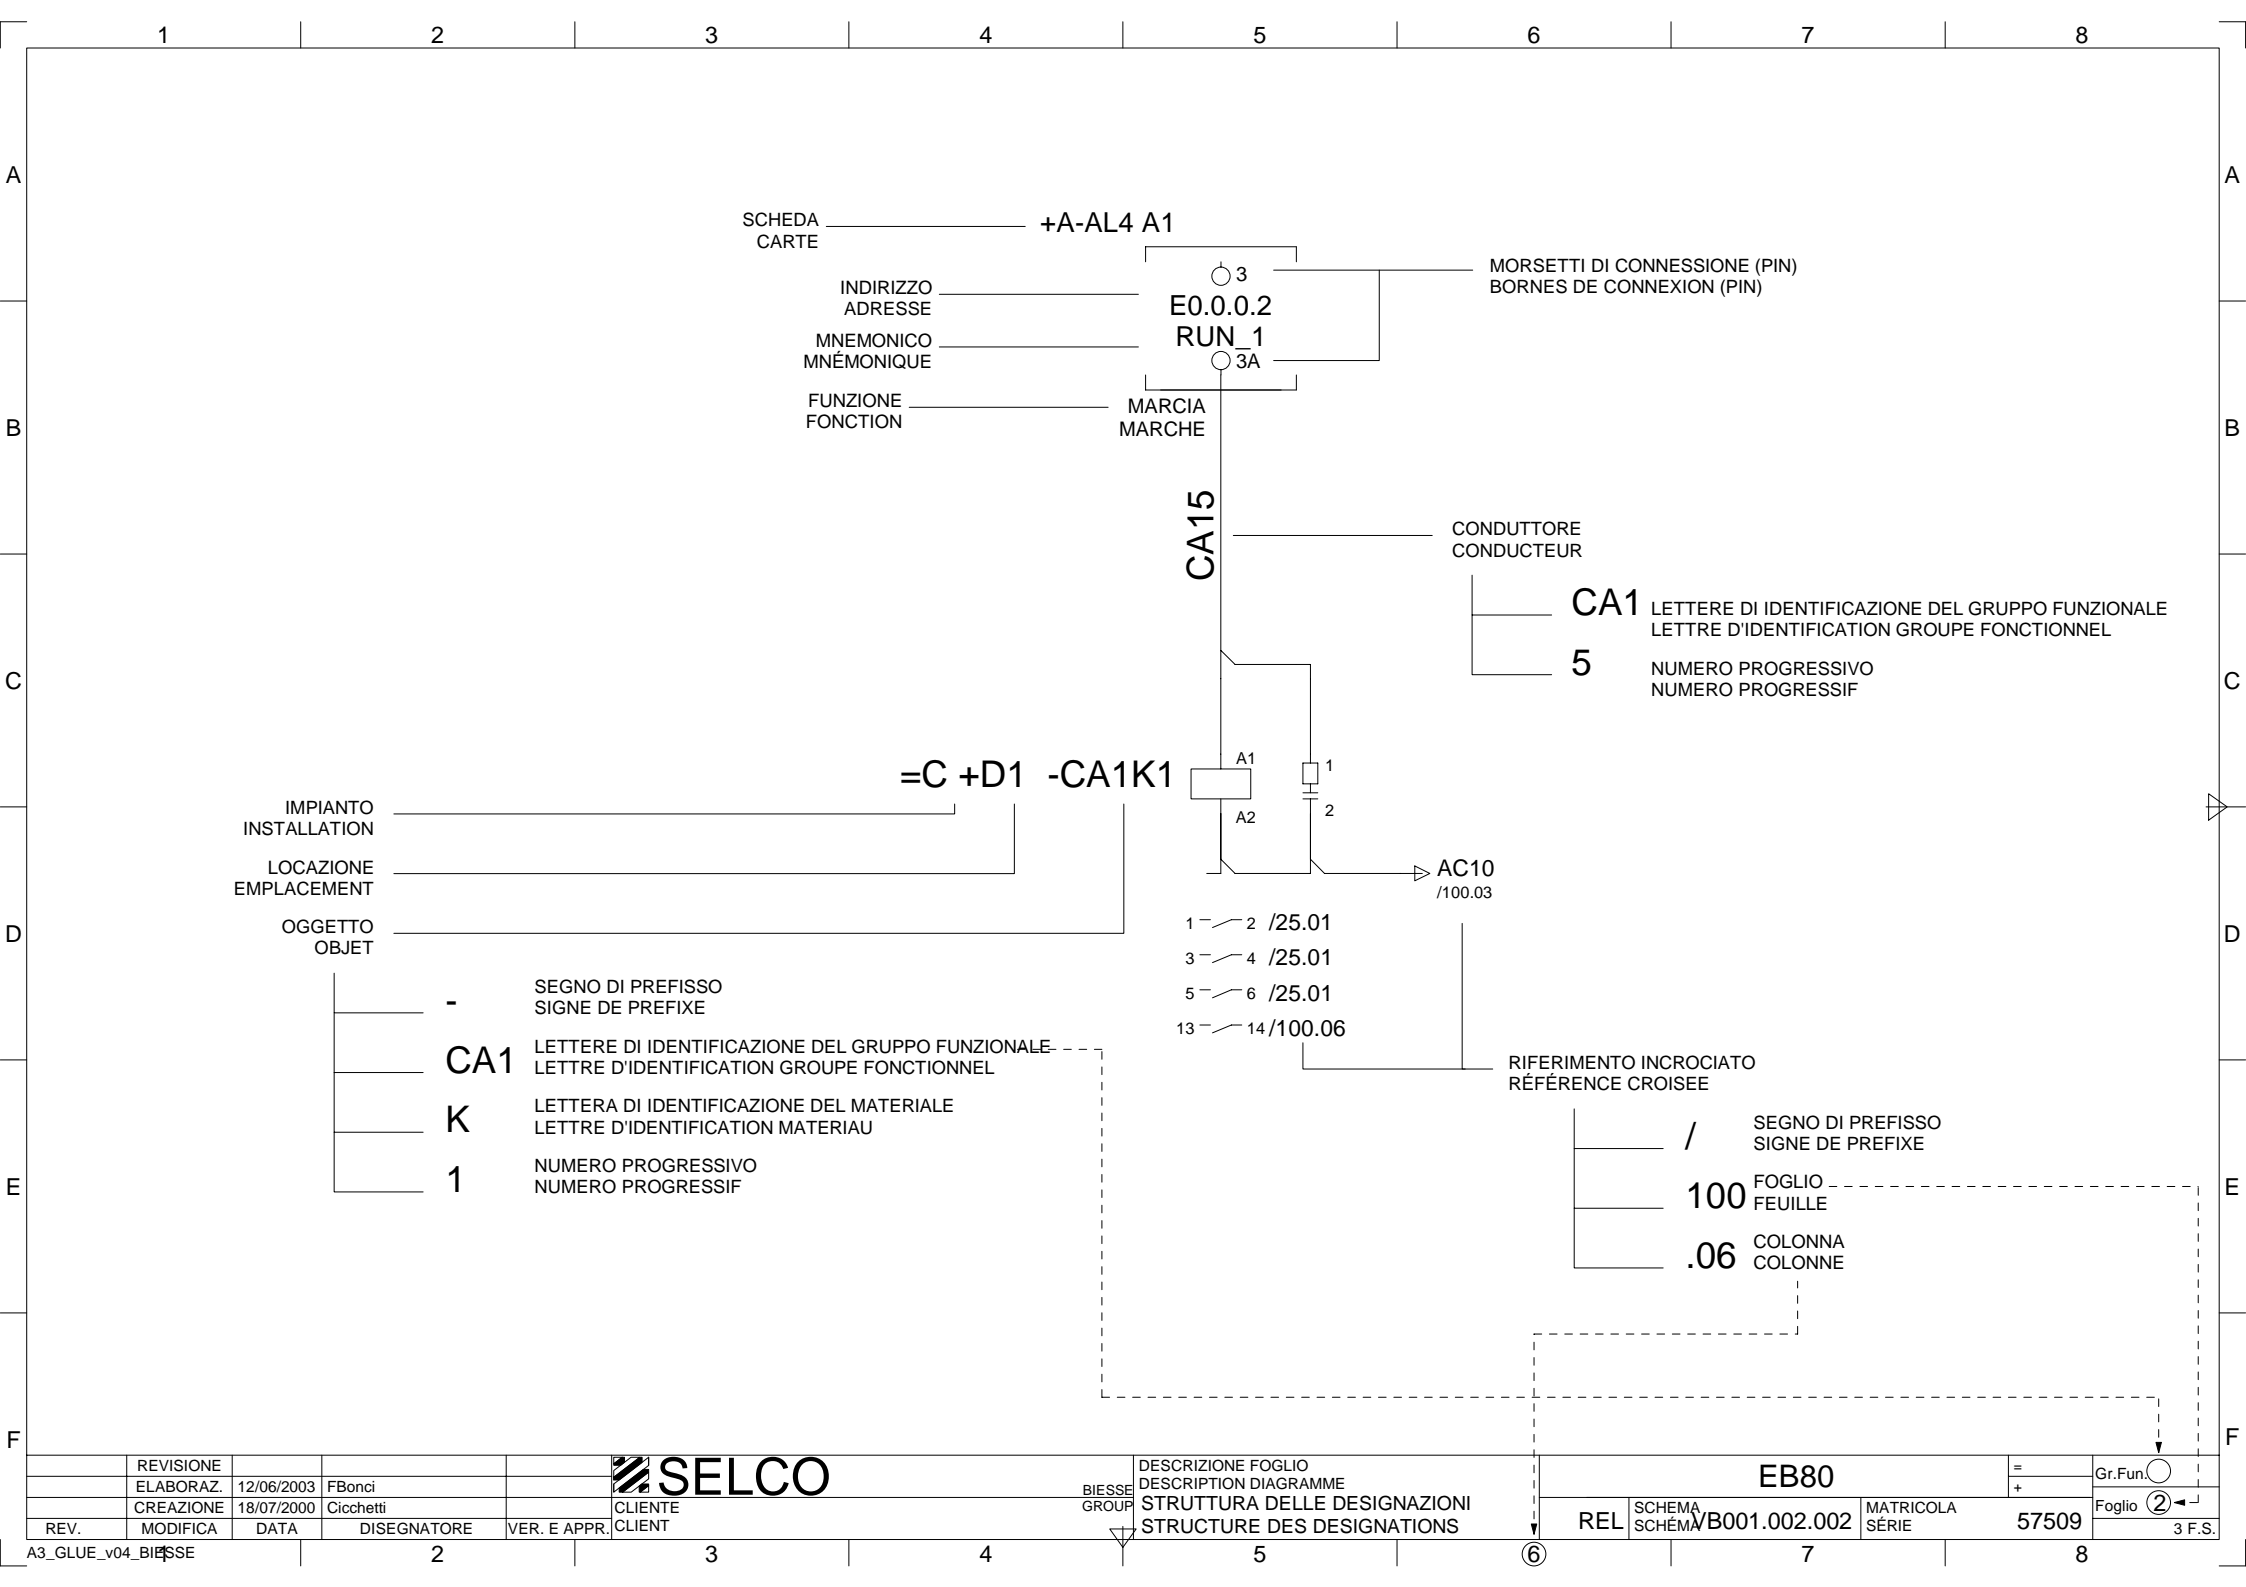 1 2 3 4 5 6 7 8
A A
SCHEDA
CARTE
+A-AL4 A1
3
MORSETTI DI CONNESSIONE (PIN)
BORNES DE CONNEXION (PIN)
INDIRIZZO
ADRESSE
E0.0.0.2
MNEMONICO
MNÉMONIQUE
RUN_1
3A
FUNZIONE
FONCTION
MARCIA
MARCHE
B B
CA15
CONDUTTORE
CONDUCTEUR
CA1 LETTERE DI IDENTIFICAZIONE DEL GRUPPO FUNZIONALE
LETTRE D'IDENTIFICATION GROUPE FONCTIONNEL
5 NUMERO PROGRESSIVO
NUMERO PROGRESSIF
C C
=C +D1 -CA1K1
A1
A2
1
2
IMPIANTO
INSTALLATION
LOCAZIONE
EMPLACEMENT
OGGETTO
OBJET
AC10
/100.03
D D
1 2 /25.01
3 4 /25.01
5 6 /25.01
13 14 /100.06
- SEGNO DI PREFISSO
SIGNE DE PREFIXE
CA1 LETTERE DI IDENTIFICAZIONE DEL GRUPPO FUNZIONALE
LETTRE D'IDENTIFICATION GROUPE FONCTIONNEL
K LETTERA DI IDENTIFICAZIONE DEL MATERIALE
LETTRE D'IDENTIFICATION MATERIAU
1 NUMERO PROGRESSIVO
NUMERO PROGRESSIF
RIFERIMENTO INCROCIATO
RÉFÉRENCE CROISEE
/ SEGNO DI PREFISSO
SIGNE DE PREFIXE
100 FOGLIO
FEUILLE
.06 COLONNA
COLONNE
E E
F F
REVISIONE
ELABORAZ. 12/06/2003 FBonci
CREAZIONE 18/07/2000 Cicchetti
REV. MODIFICA DATA DISEGNATORE VER. E APPR.
SELCO
CLIENTE
CLIENT
BIESSE
GROUP
DESCRIZIONE FOGLIO
DESCRIPTION DIAGRAMME
STRUTTURA DELLE DESIGNAZIONI
STRUCTURE DES DESIGNATIONS
EB80
REL
SCHEMA
SCHÉMA
VB001.002.002
MATRICOLA
SÉRIE
57509
=
+
Gr.Fun.
Foglio 2
3 F.S.
A3_GLUE_v04_BIESSE
1 2 3 4 5 6 7 8